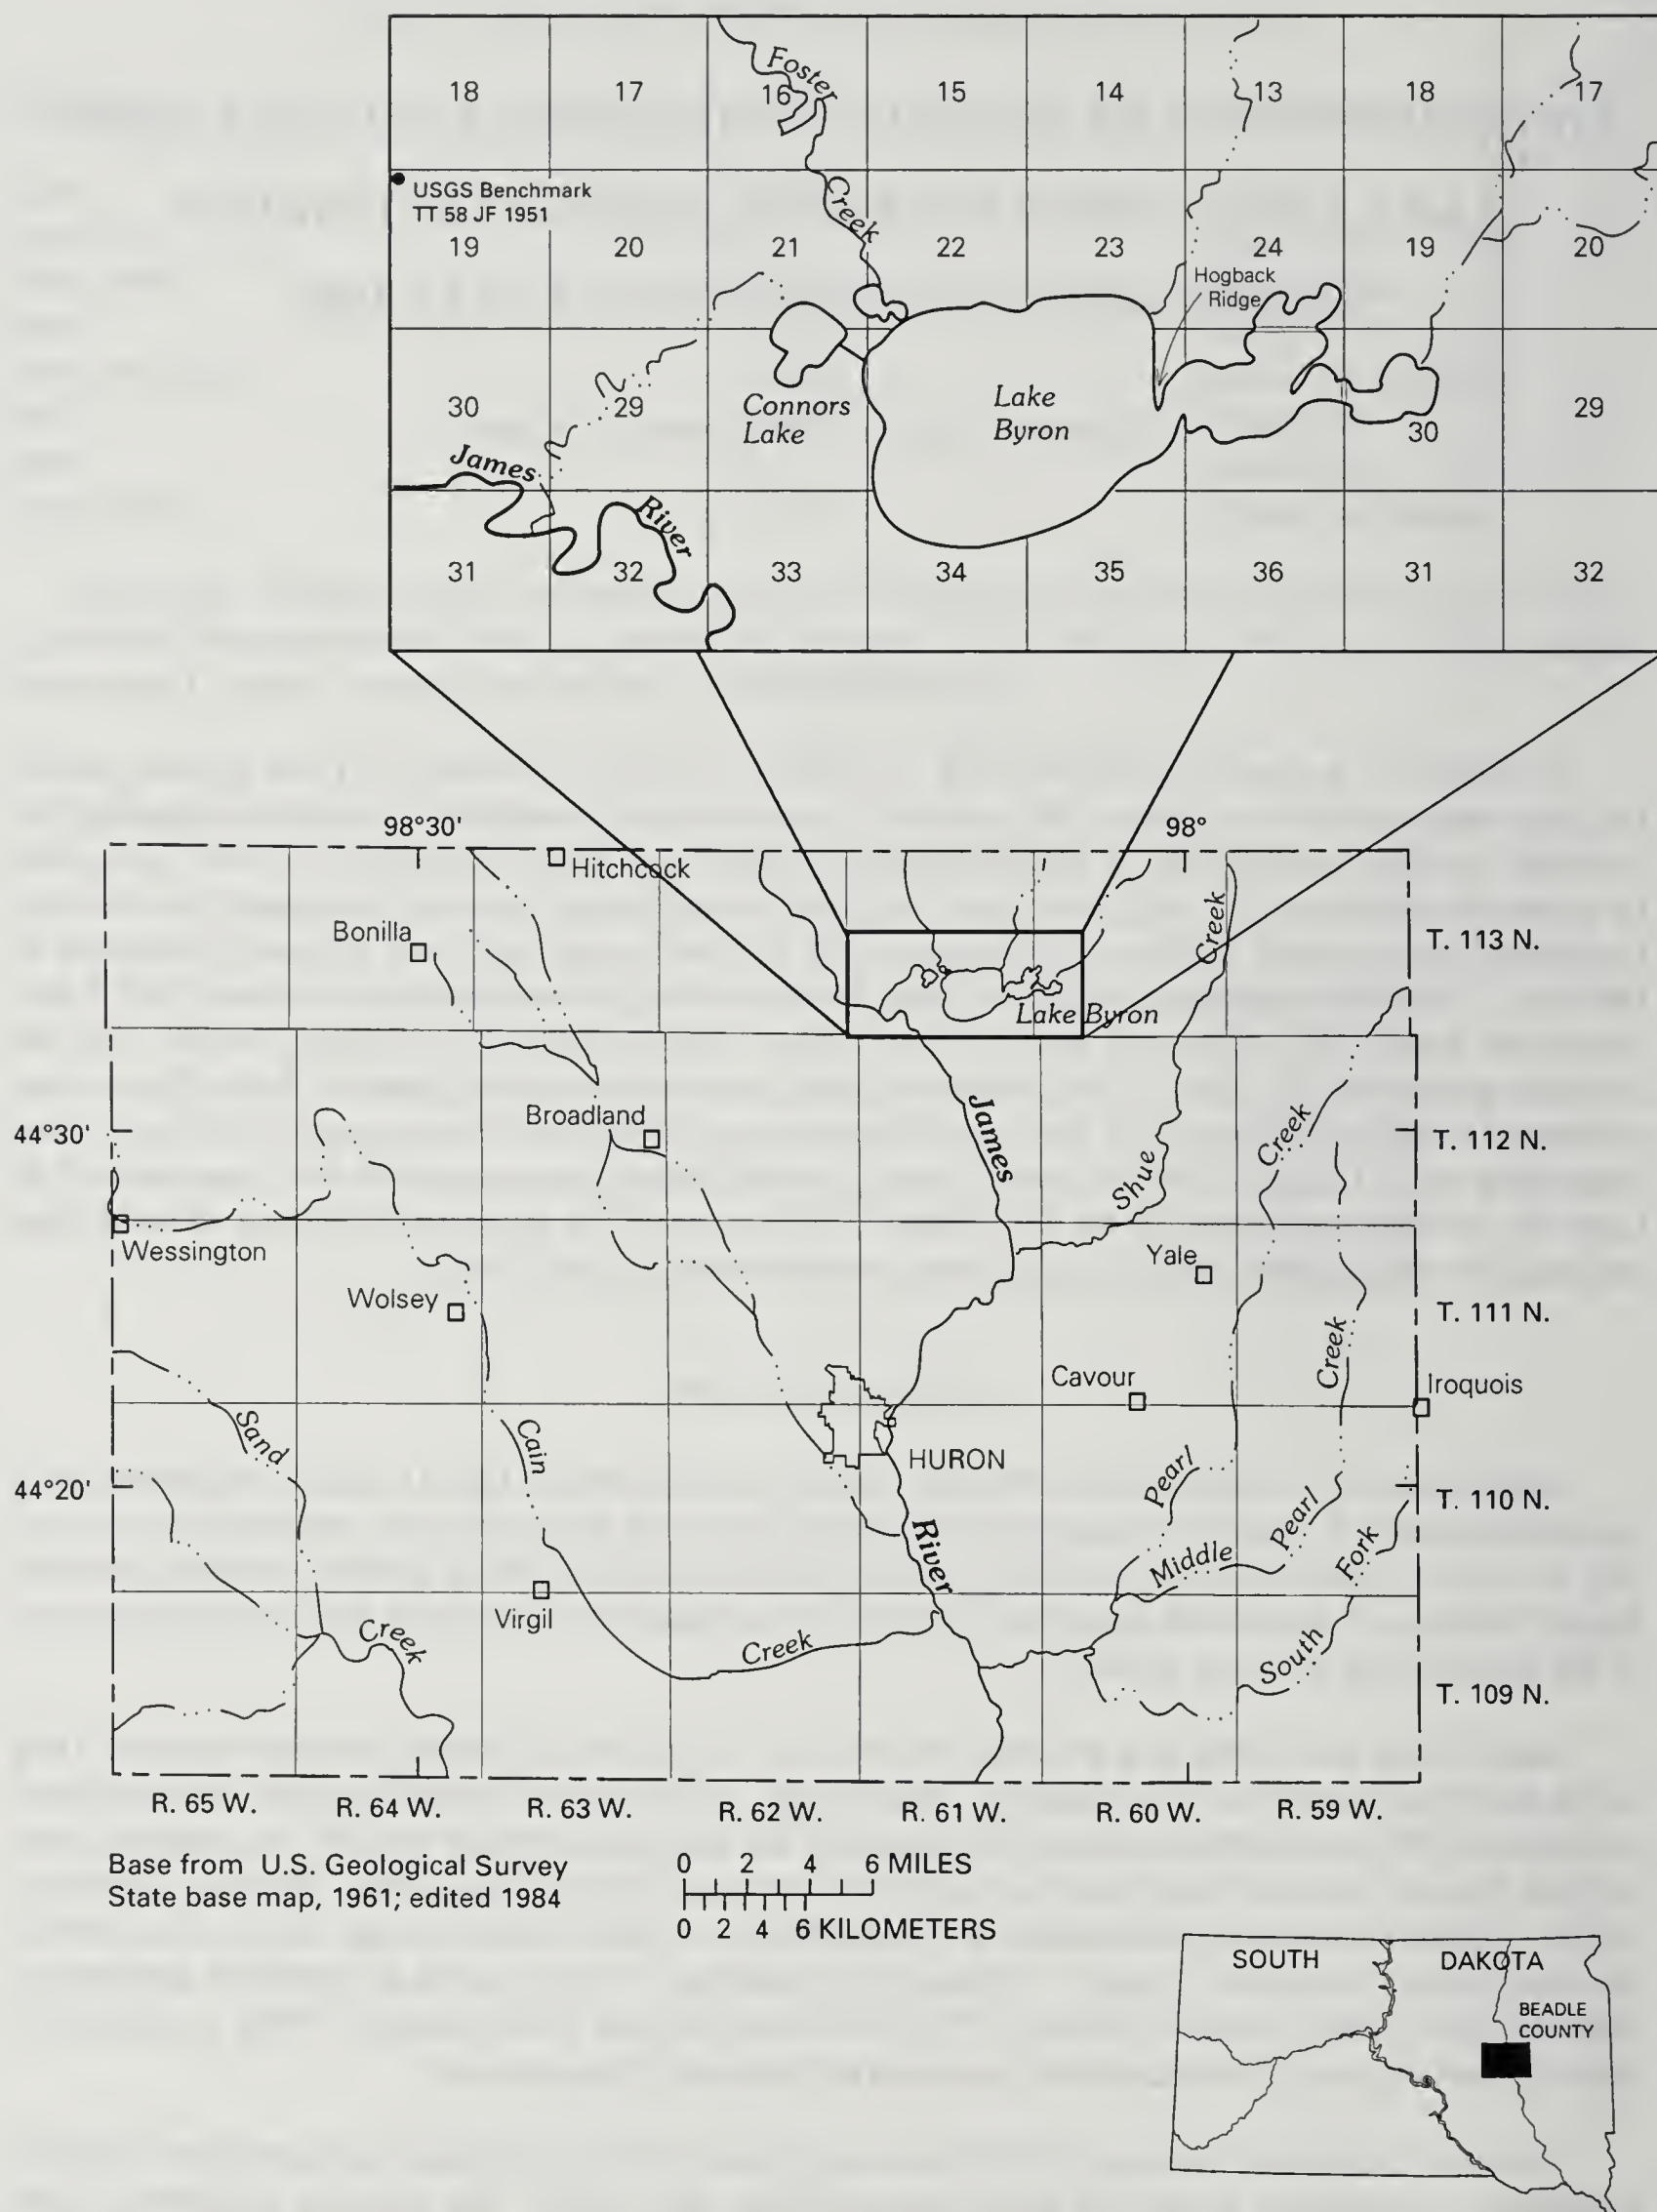 18 17 16 15 14 13 18 17
Foster
Creek
USGS Benchmark
TT 58 JF 1951
19 20 21 22 23 24 19 20
Hogback
Ridge
30 29
Connors
Lake
Lake
Byron
30 29
James
River
31 32 33 34 35 36 31 32
98°30' 98°
Hitchcock
Bonilla
Creek
T. 113 N.
Lake Byron
Broadland
James
Shue
Creek
44°30'
T. 112 N.
Wessington
Yale
Wolsey
T. 111 N.
Creek
Cavour
Iroquois
Sand
Cain
HURON
Pearl
44°20'
T. 110 N.
Pearl
River
Middle
Fork
Virgil
Creek
Creek
South
T. 109 N.
R. 65 W. R. 64 W. R. 63 W. R. 62 W. R. 61 W. R. 60 W. R. 59 W.
Base from U.S. Geological Survey
State base map, 1961; edited 1984
0 2 4 6 MILES
0 2 4 6 KILOMETERS
SOUTH DAKOTA
BEADLE
COUNTY